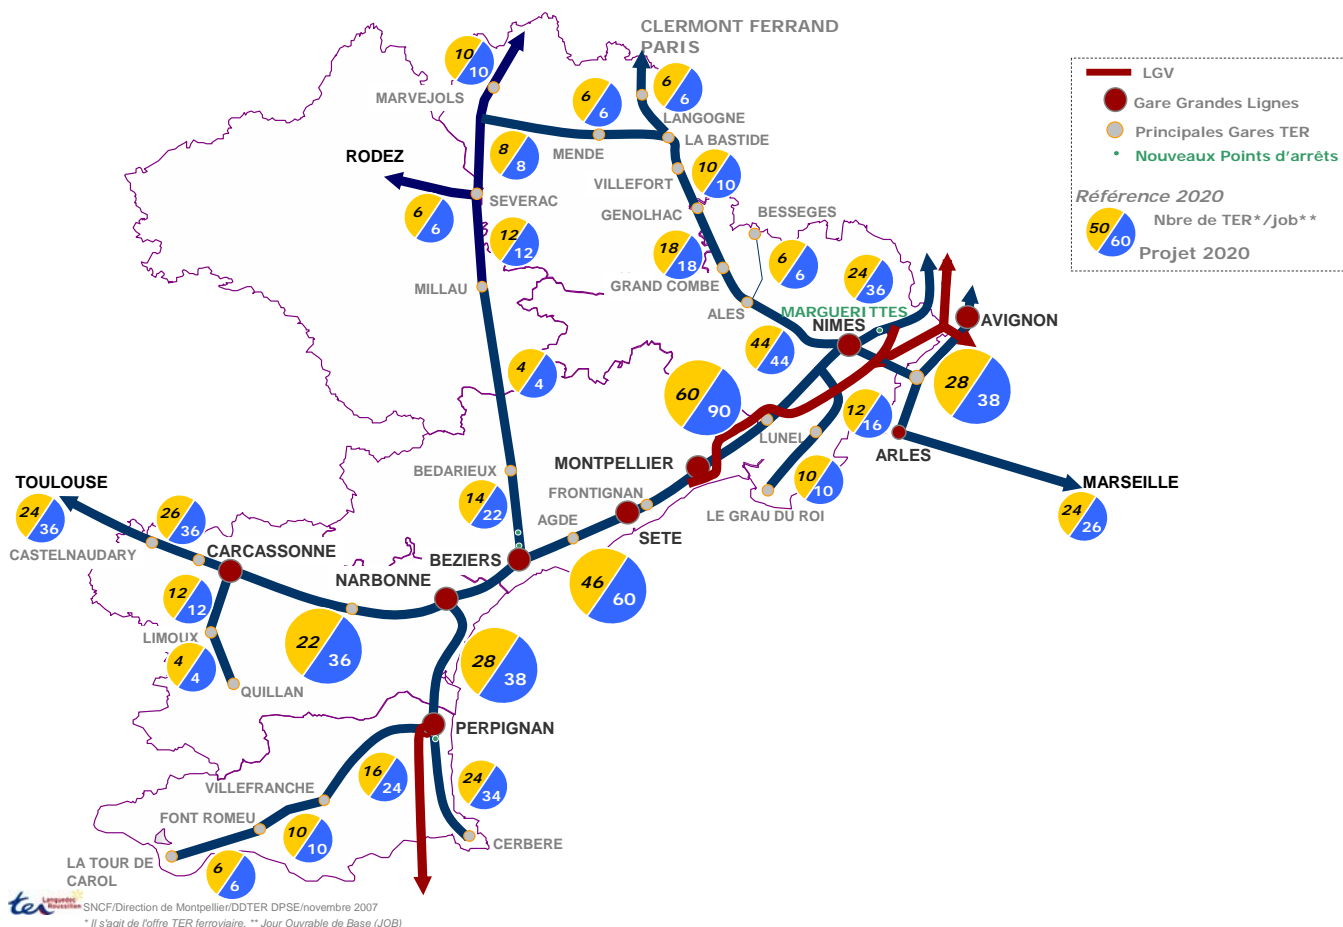 CLERMONT FERRAND
PARIS
10
10
MARVEJOLS
6
6
6
6
LANGOGNE
LA BASTIDE
MENDE
8
8
RODEZ
SEVERAC
6
6
VILLEFORT
10
10
GENOLHAC
BESSEGES
12
12
18
18
GRAND COMBE
6
6
24
36
MILLAU
ALES
MARGUERITTES
NIMES
AVIGNON
44
44
4
4
60
90
28
38
12
16
LUNEL
ARLES
BEDARIEUX
MONTPELLIER
10
10
LE GRAU DU ROI
MARSEILLE
24
26
TOULOUSE
24
36
26
36
14
22
FRONTIGNAN
AGDE
SETE
CASTELNAUDARY
CARCASSONNE
BEZIERS
NARBONNE
46
60
12
12
LIMOUX
4
4
QUILLAN
22
36
28
38
PERPIGNAN
16
24
24
34
VILLEFRANCHE
FONT ROMEU
10
10
CERBERE
LA TOUR DE
CAROL
6
6
LGV
Gare Grandes Lignes
Principales Gares TER
Nouveaux Points d'arrêts
Référence 2020
Nbre de TER*/job**
50
60
Projet 2020
ter Languedoc
Roussillon
SNCF/Direction de Montpellier/DDTER DPSE/novembre 2007
* Il s'agit de l'offre TER ferroviaire. ** Jour Ouvrable de Base (JOB)